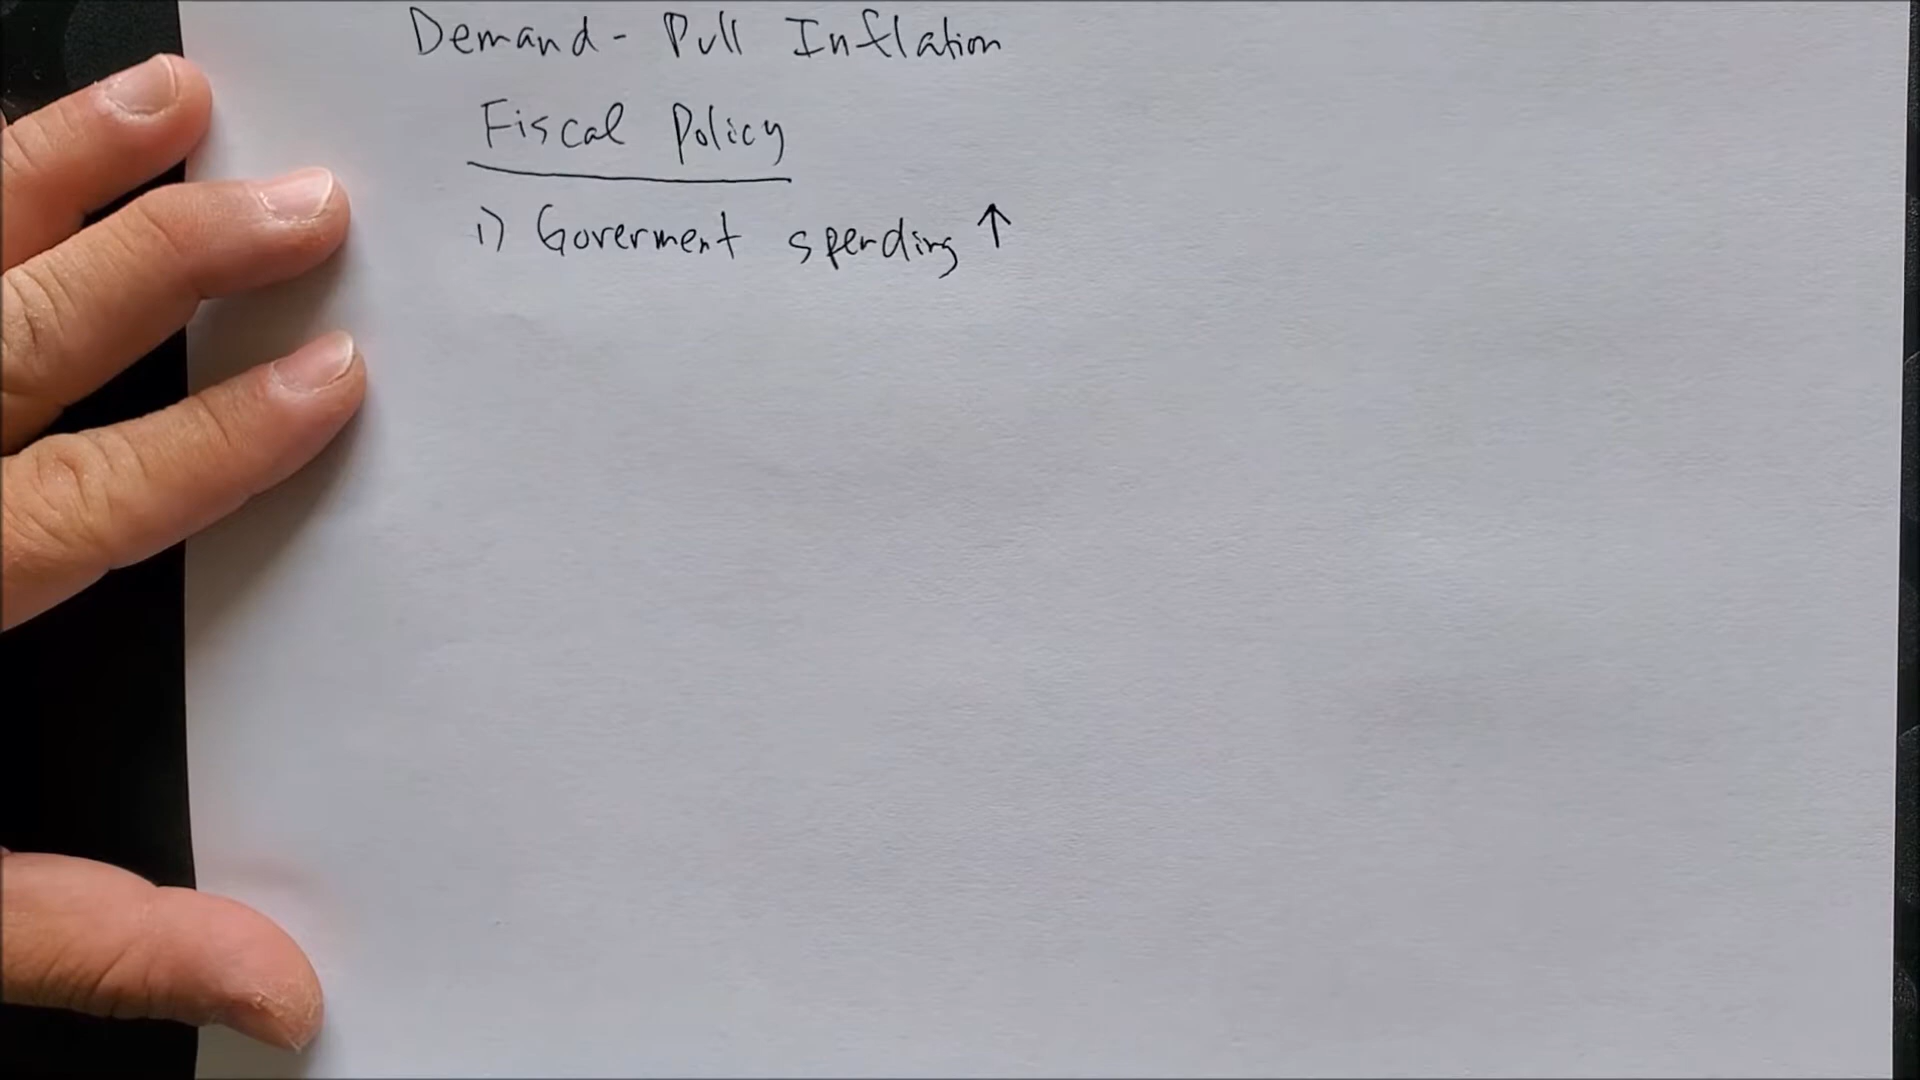 Demand - Pull Inflation
Fiscal Policy
1) Goverment spending ↑